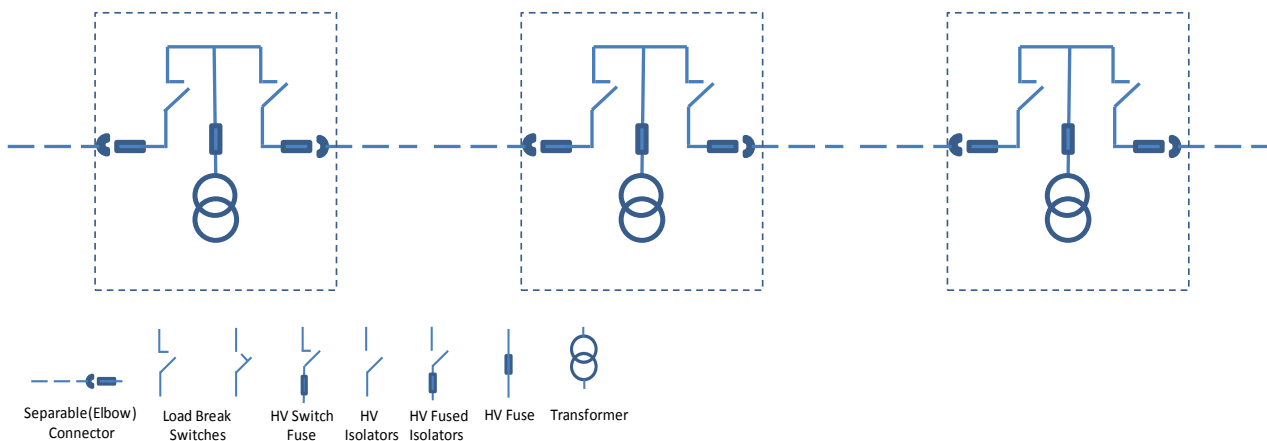 Separable(Elbow)
Connector
Load Break
Switches
HV Switch
Fuse
HV
Isolators
HV Fused
Isolators
HV Fuse
Transformer